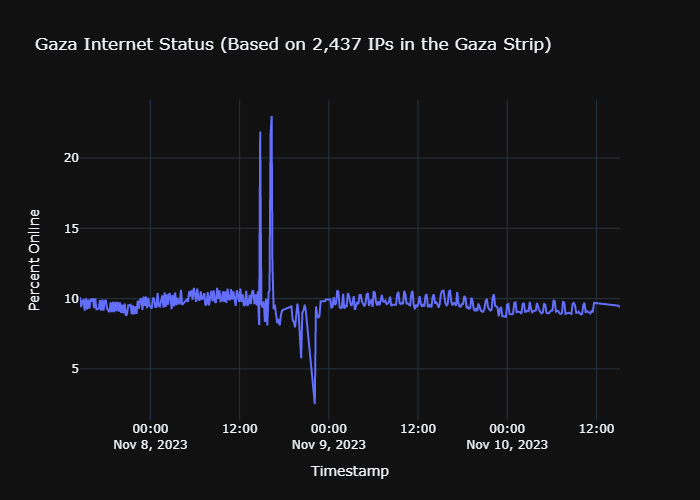 Gaza Internet Status (Based on 2,437 IPs in the Gaza Strip)
Percent Online
20
15
10
5
00:00 12:00 00:00 12:00 00:00 12:00
Nov 8, 2023 Nov 9, 2023 Nov 10, 2023
Timestamp